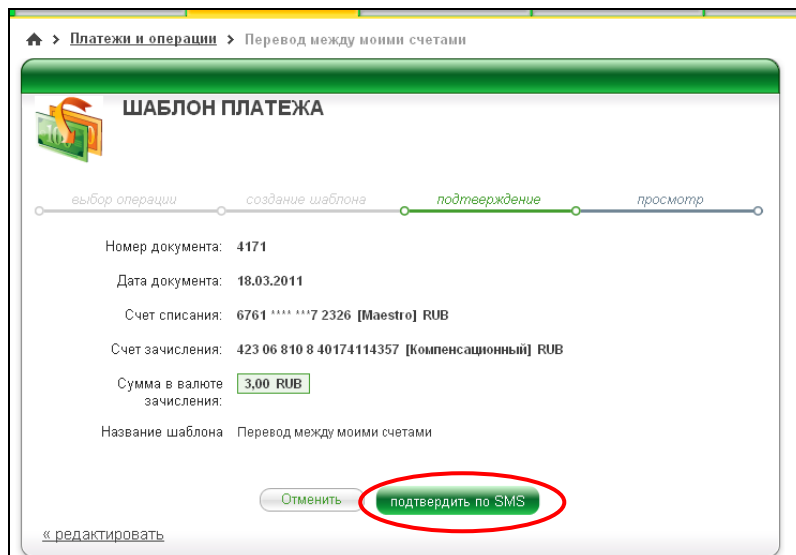 Платежи и операции > Перевод между моими счетами
ШАБЛОН ПЛАТЕЖА
выбор операции создание шаблона подтверждение просмотр
Номер документа: 4171
Дата документа: 18.03.2011
Счет списания: 6761 **** ***7 2326 [Maestro] RUB
Счет зачисления: 423 06 810 8 40174114357 [Компенсационный] RUB
Сумма в валюте 3,00 RUB
зачисления:
Название шаблона Перевод между моими счетами
Отменить подтвердить по SMS
« редактировать